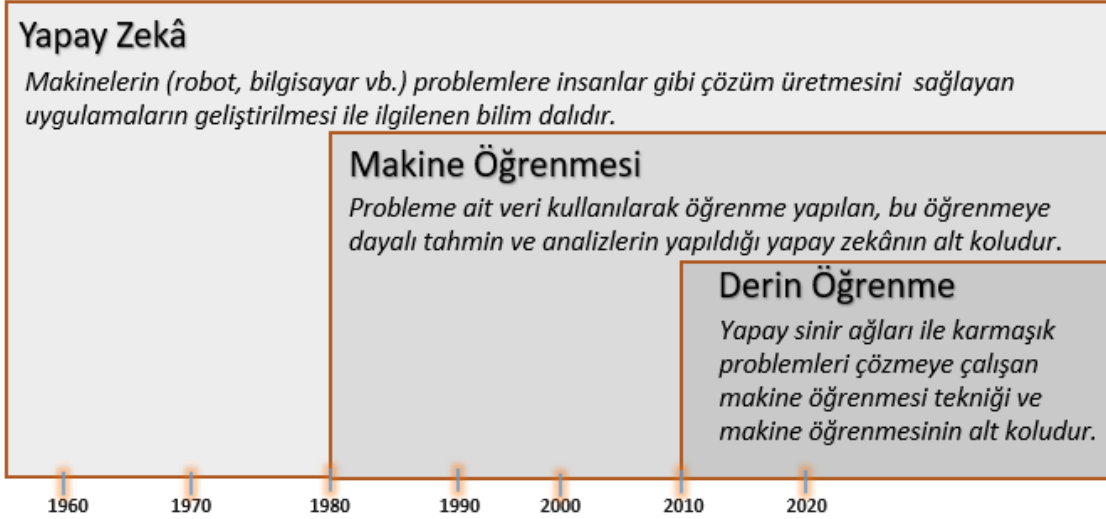 Yapay Zekâ
Makinelerin (robot, bilgisayar vb.) problemlere insanlar gibi çözüm üretmesini sağlayan
uygulamaların geliştirilmesi ile ilgilenen bilim dalıdır.
Makine Öğrenmesi
Probleme ait veri kullanılarak öğrenme yapılan, bu öğrenmeye
dayalı tahmin ve analizlerin yapıldığı yapay zekânın alt koludur.
Derin Öğrenme
Yapay sinir ağları ile karmaşık
problemleri çözmeye çalışan
makine öğrenmesi tekniği ve
makine öğrenmesinin alt koludur.
1960 1970 1980 1990 2000 2010 2020